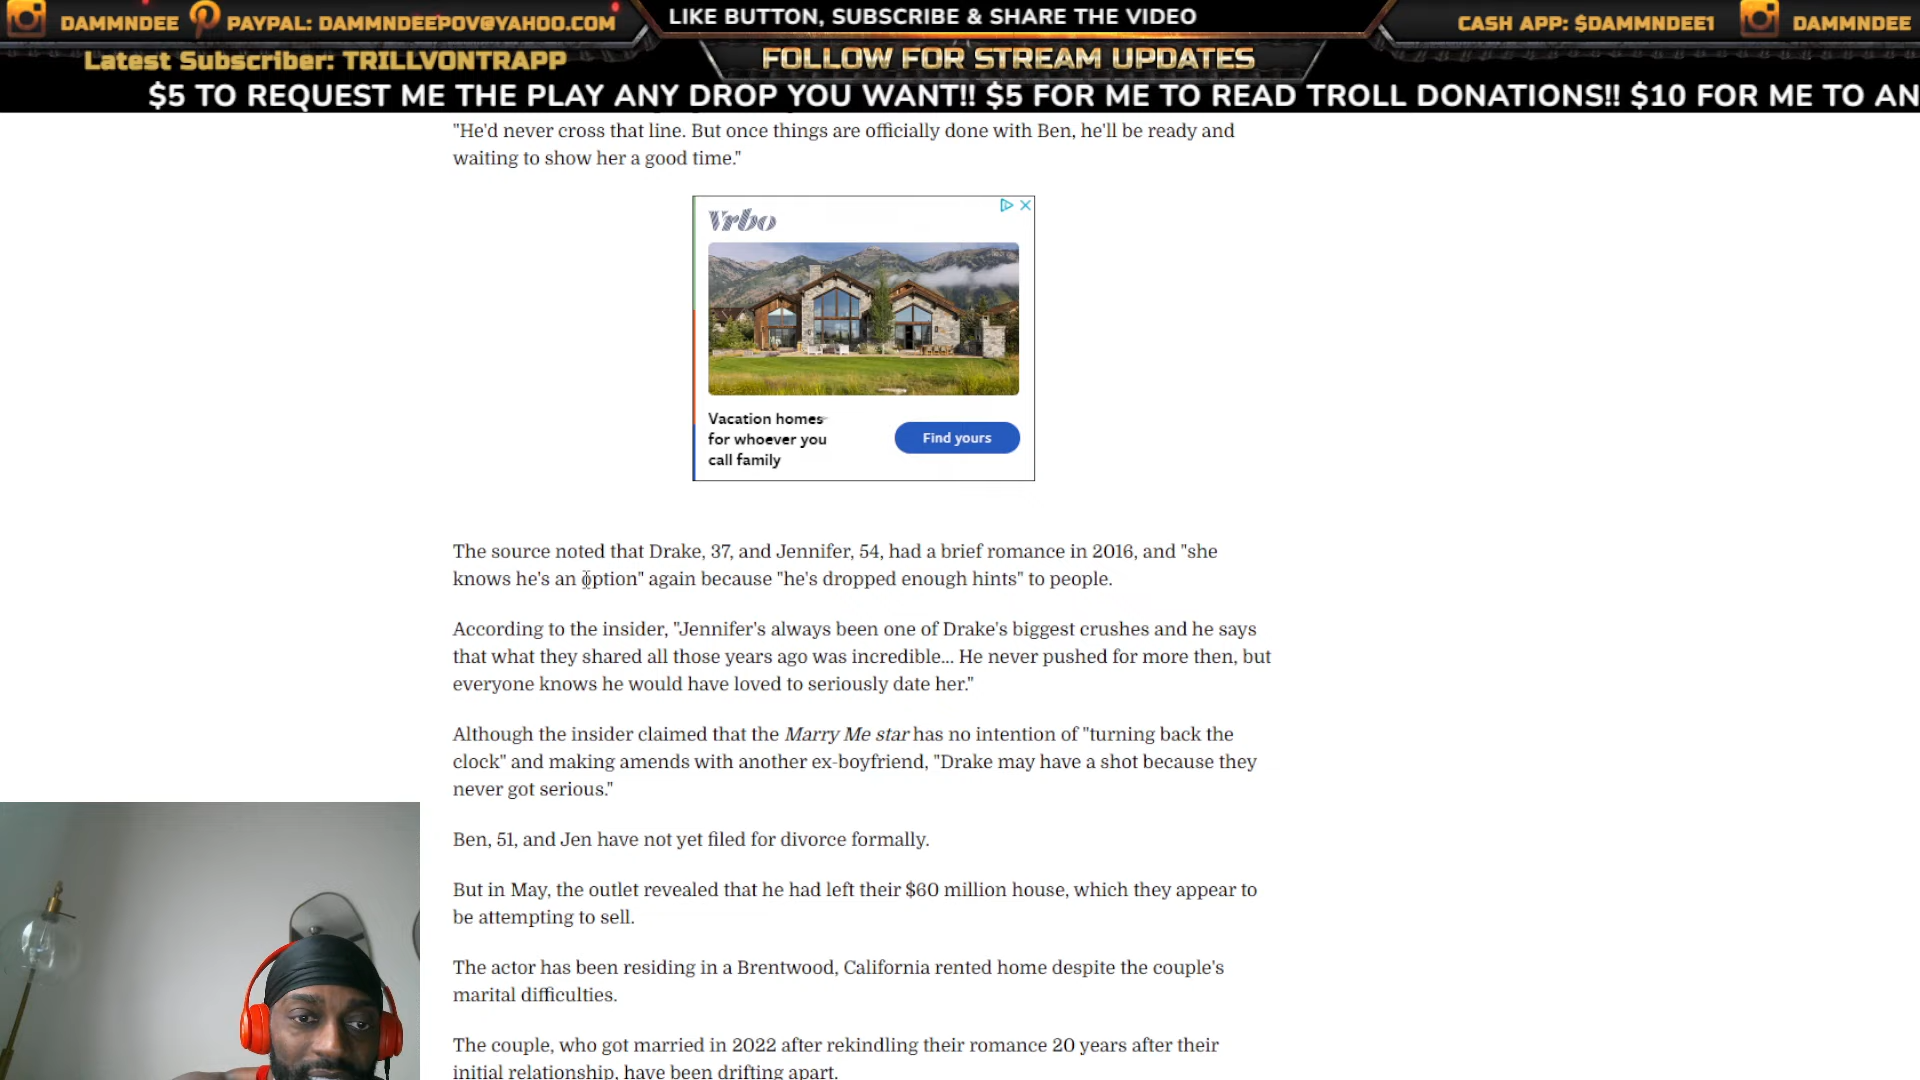 DAMMNDEE PAYPAL: DAMMNDEEPOV@YAHOO.COM LIKE BUTTON, SUBSCRIBE & SHARE THE VIDEO CASH APP: $DAMMNDEE1 DAMMNDEE
Latest Subscriber: TRILLVONTRAPP FOLLOW FOR STREAM UPDATES
$5 TO REQUEST ME THE PLAY ANY DROP YOU WANT!! $5 FOR ME TO READ TROLL DONATIONS!! $10 FOR ME TO AN
"He'd never cross that line. But once things are officially done with Ben, he'll be ready and
waiting to show her a good time."
Vrbo
Vacation homes
for whoever you
call family
Find yours
The source noted that Drake, 37, and Jennifer, 54, had a brief romance in 2016, and "she
knows he's an option" again because "he's dropped enough hints" to people.
According to the insider, "Jennifer's always been one of Drake's biggest crushes and he says
that what they shared all those years ago was incredible... He never pushed for more then, but
everyone knows he would have loved to seriously date her."
Although the insider claimed that the Marry Me star has no intention of "turning back the
clock" and making amends with another ex-boyfriend, "Drake may have a shot because they
never got serious."
Ben, 51, and Jen have not yet filed for divorce formally.
But in May, the outlet revealed that he had left their $60 million house, which they appear to
be attempting to sell.
The actor has been residing in a Brentwood, California rented home despite the couple's
marital difficulties.
The couple, who got married in 2022 after rekindling their romance 20 years after their
initial relationship, have been drifting apart.